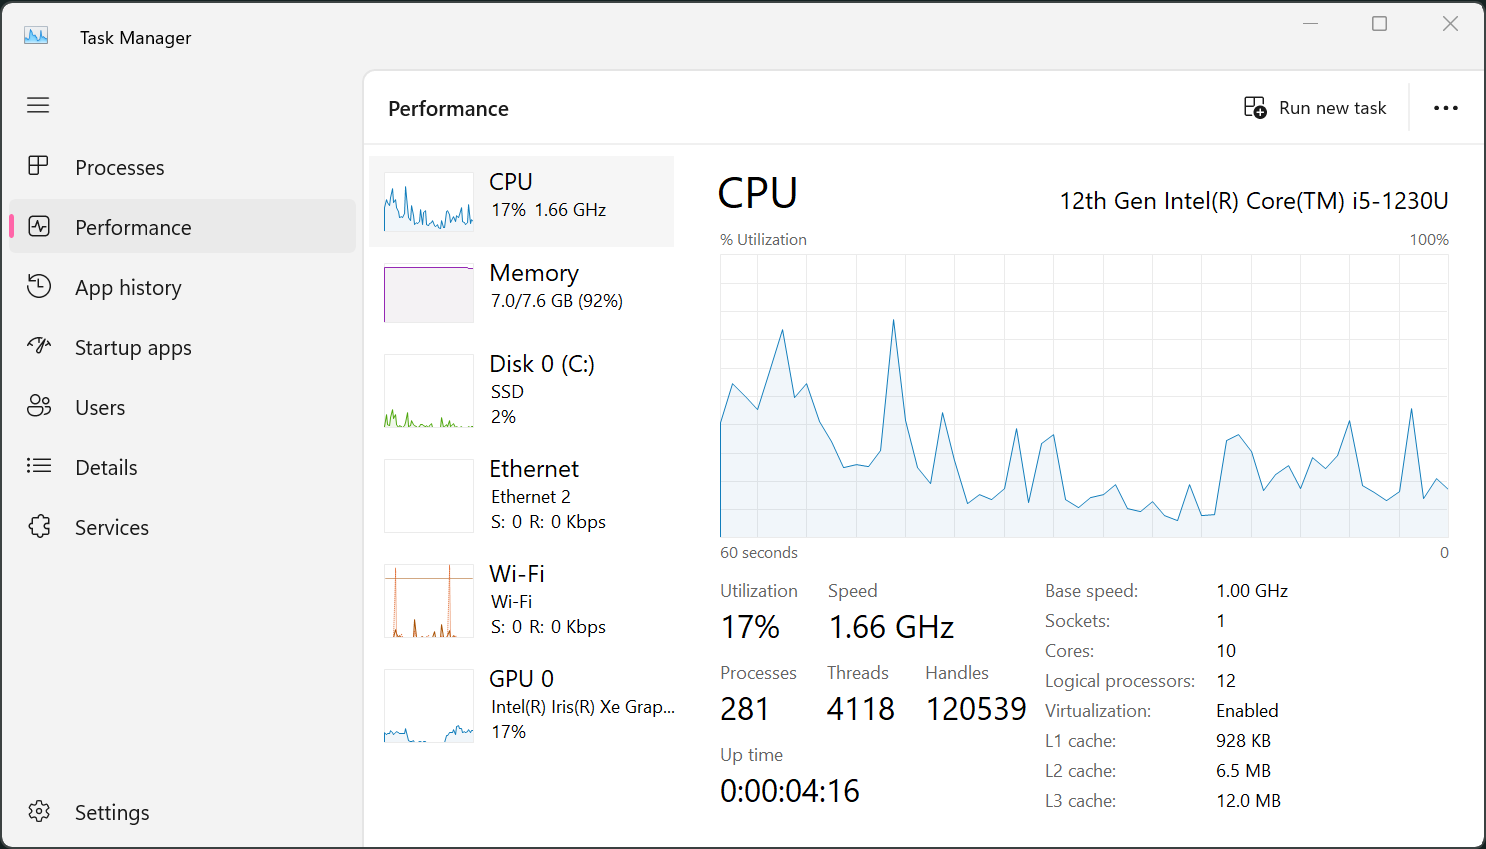 Task Manager
Processes
Performance
App history
Startup apps
Users
Details
Services
Settings
Performance
Run new task
CPU
17% 1.66 GHz
Memory
7.0/7.6 GB (92%)
Disk 0 (C:)
SSD
2%
Ethernet
Ethernet 2
S: 0 R: 0 Kbps
Wi-Fi
Wi-Fi
S: 0 R: 0 Kbps
GPU 0
Intel(R) Iris(R) Xe Grap...
17%
CPU
12th Gen Intel(R) Core(TM) i5-1230U
% Utilization
100%
60 seconds
0
Utilization
17%
Speed
1.66 GHz
Processes
281
Threads
4118
Handles
120539
Up time
0:00:04:16
Base speed: 1.00 GHz
Sockets: 1
Cores: 10
Logical processors: 12
Virtualization: Enabled
L1 cache: 928 KB
L2 cache: 6.5 MB
L3 cache: 12.0 MB